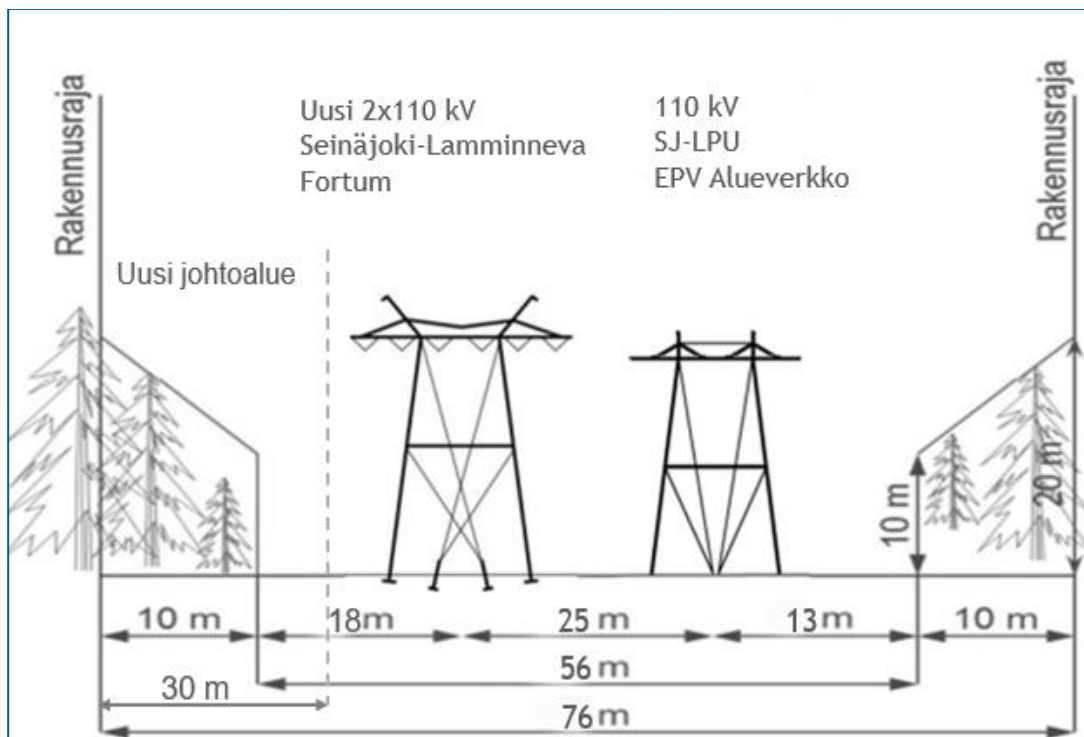 Rakennusraja
Uusi 2x110 kV
Seinäjoki-Lamminneva
Fortum
110 kV
SJ-LPU
EPV Alueverkko
Rakennusraja
Uusi johtoalue
10 m
20 m
10 m
18m
25 m
13m
10 m
56 m
30 m
76 m